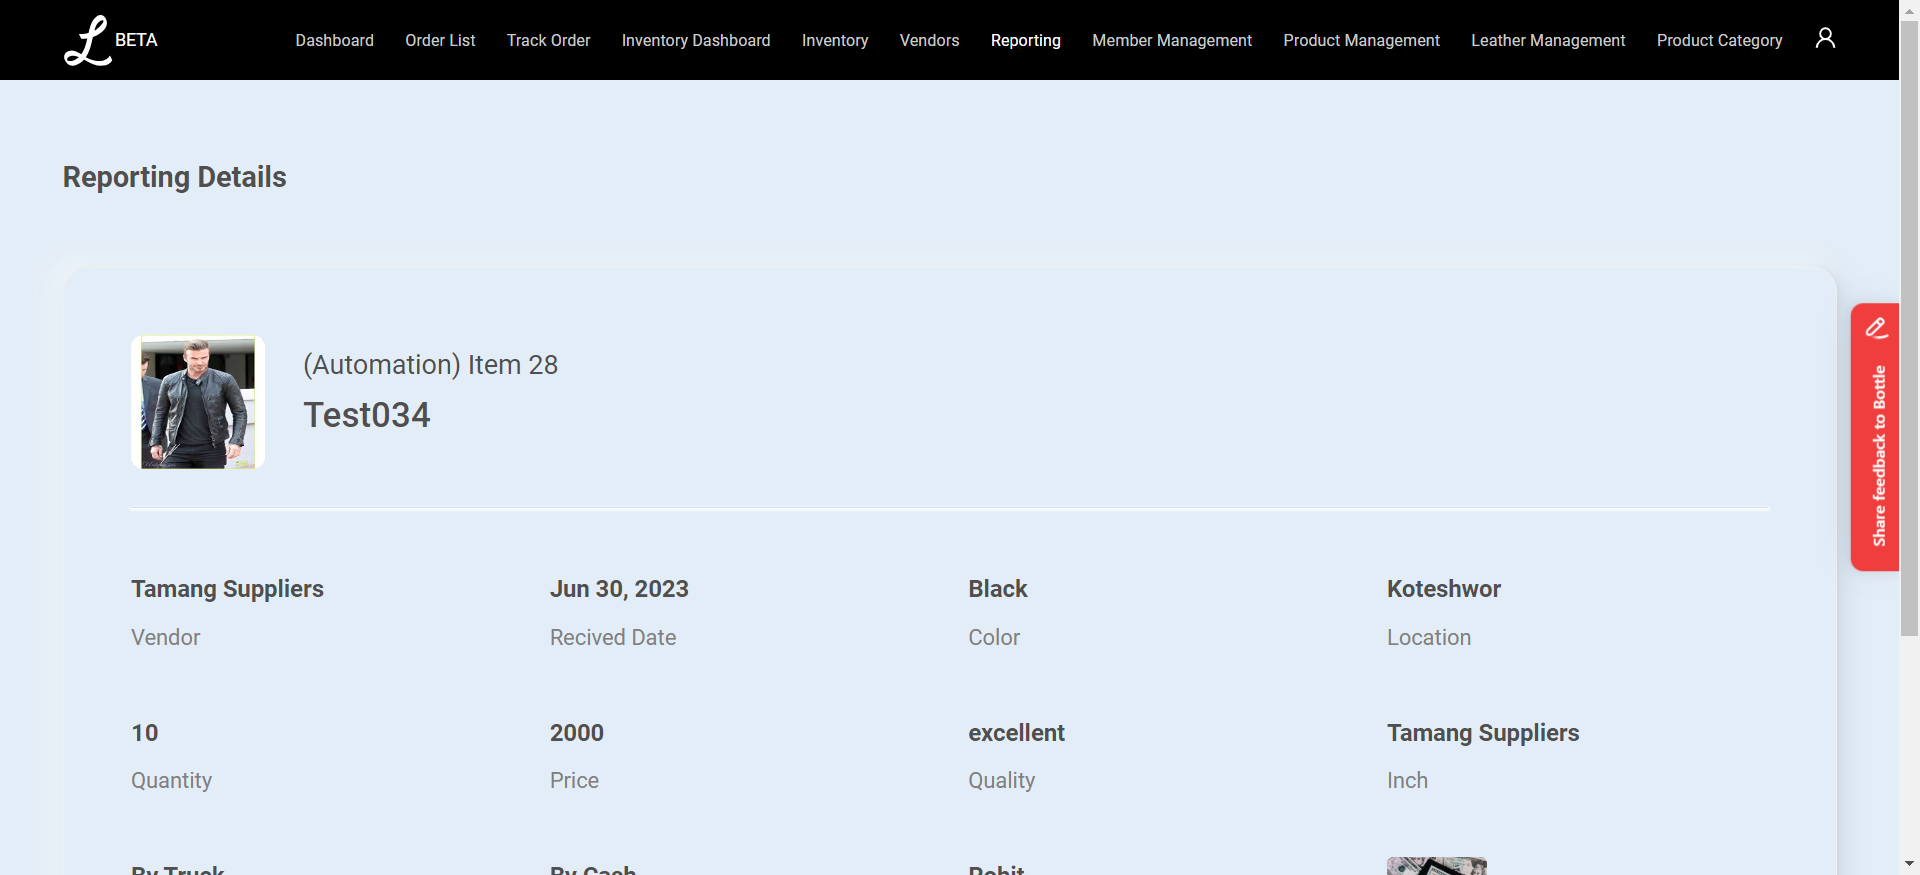 L BETA
Dashboard Order List Track Order Inventory Dashboard Inventory Vendors Reporting Member Management Product Management Leather Management Product Category
Reporting Details
(Automation) Item 28
Test034
Share feedback to Bottle
Tamang Suppliers Jun 30, 2023 Black Koteshwor
Vendor Recived Date Color Location
10 2000 excellent Tamang Suppliers
Quantity Price Quality Inch
By Truck By Cash